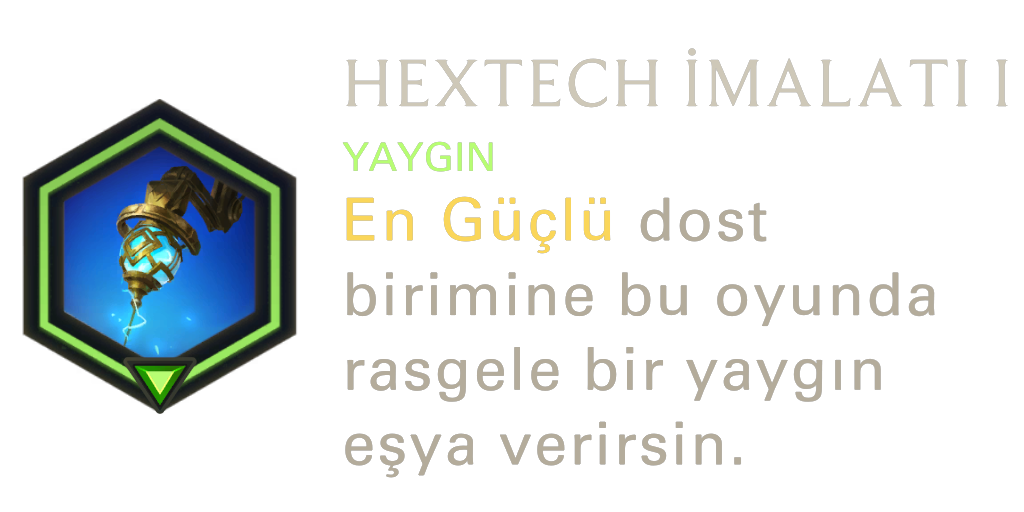 HEXTECH İMALATI I
YAYGIN
En Güçlü dost
birimine bu oyunda
rasgele bir yaygın
eşya verirsin.